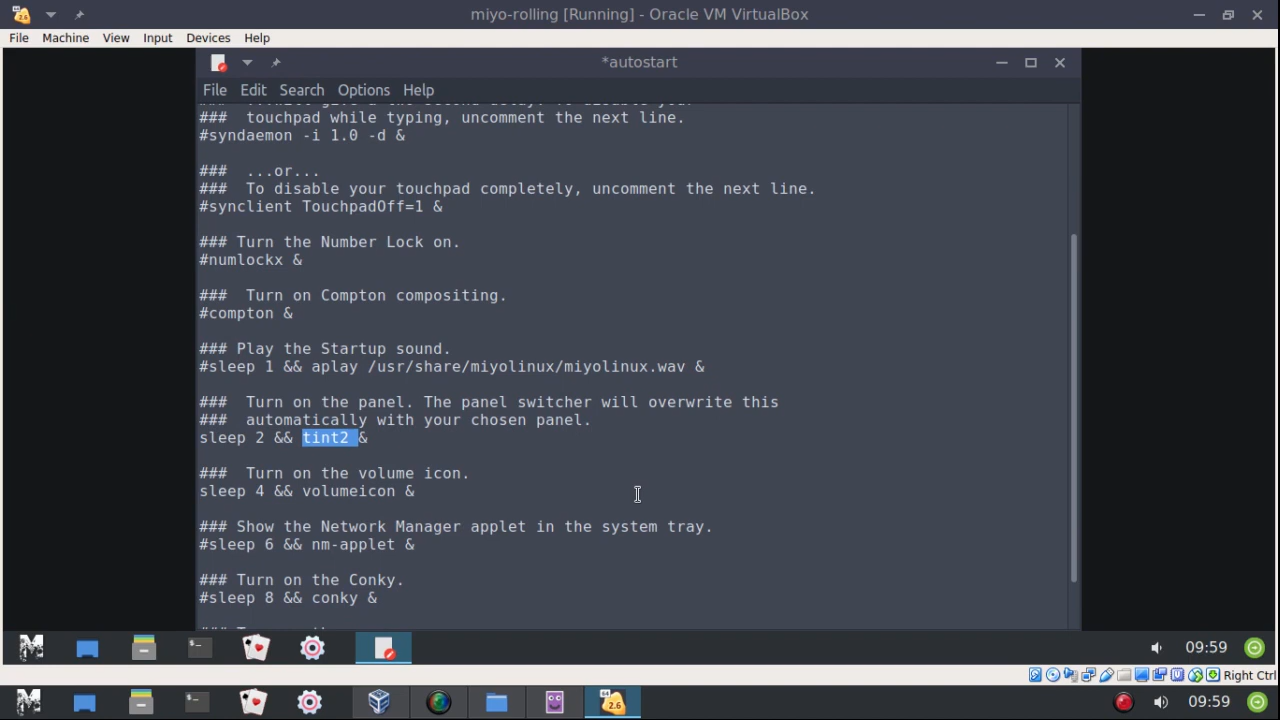 miyo-rolling [Running] - Oracle VM VirtualBox
File Machine View Input Devices Help
*autostart
File Edit Search Options Help
### touchpad while typing, uncomment the next line.
#syndaemon -i 1.0 -d &
### ...or...
### To disable your touchpad completely, uncomment the next line.
#synclient TouchpadOff=1 &
### Turn the Number Lock on.
#numlockx &
### Turn on Compton compositing.
#compton &
### Play the Startup sound.
#sleep 1 && aplay /usr/share/miyolinux/miyolinux.wav &
### Turn on the panel. The panel switcher will overwrite this
### automatically with your chosen panel.
sleep 2 && tint2 &
### Turn on the volume icon.
sleep 4 && volumeicon &
### Show the Network Manager applet in the system tray.
#sleep 6 && nm-applet &
### Turn on the Conky.
#sleep 8 && conky &
09:59
Right Ctrl
2.6
09:59